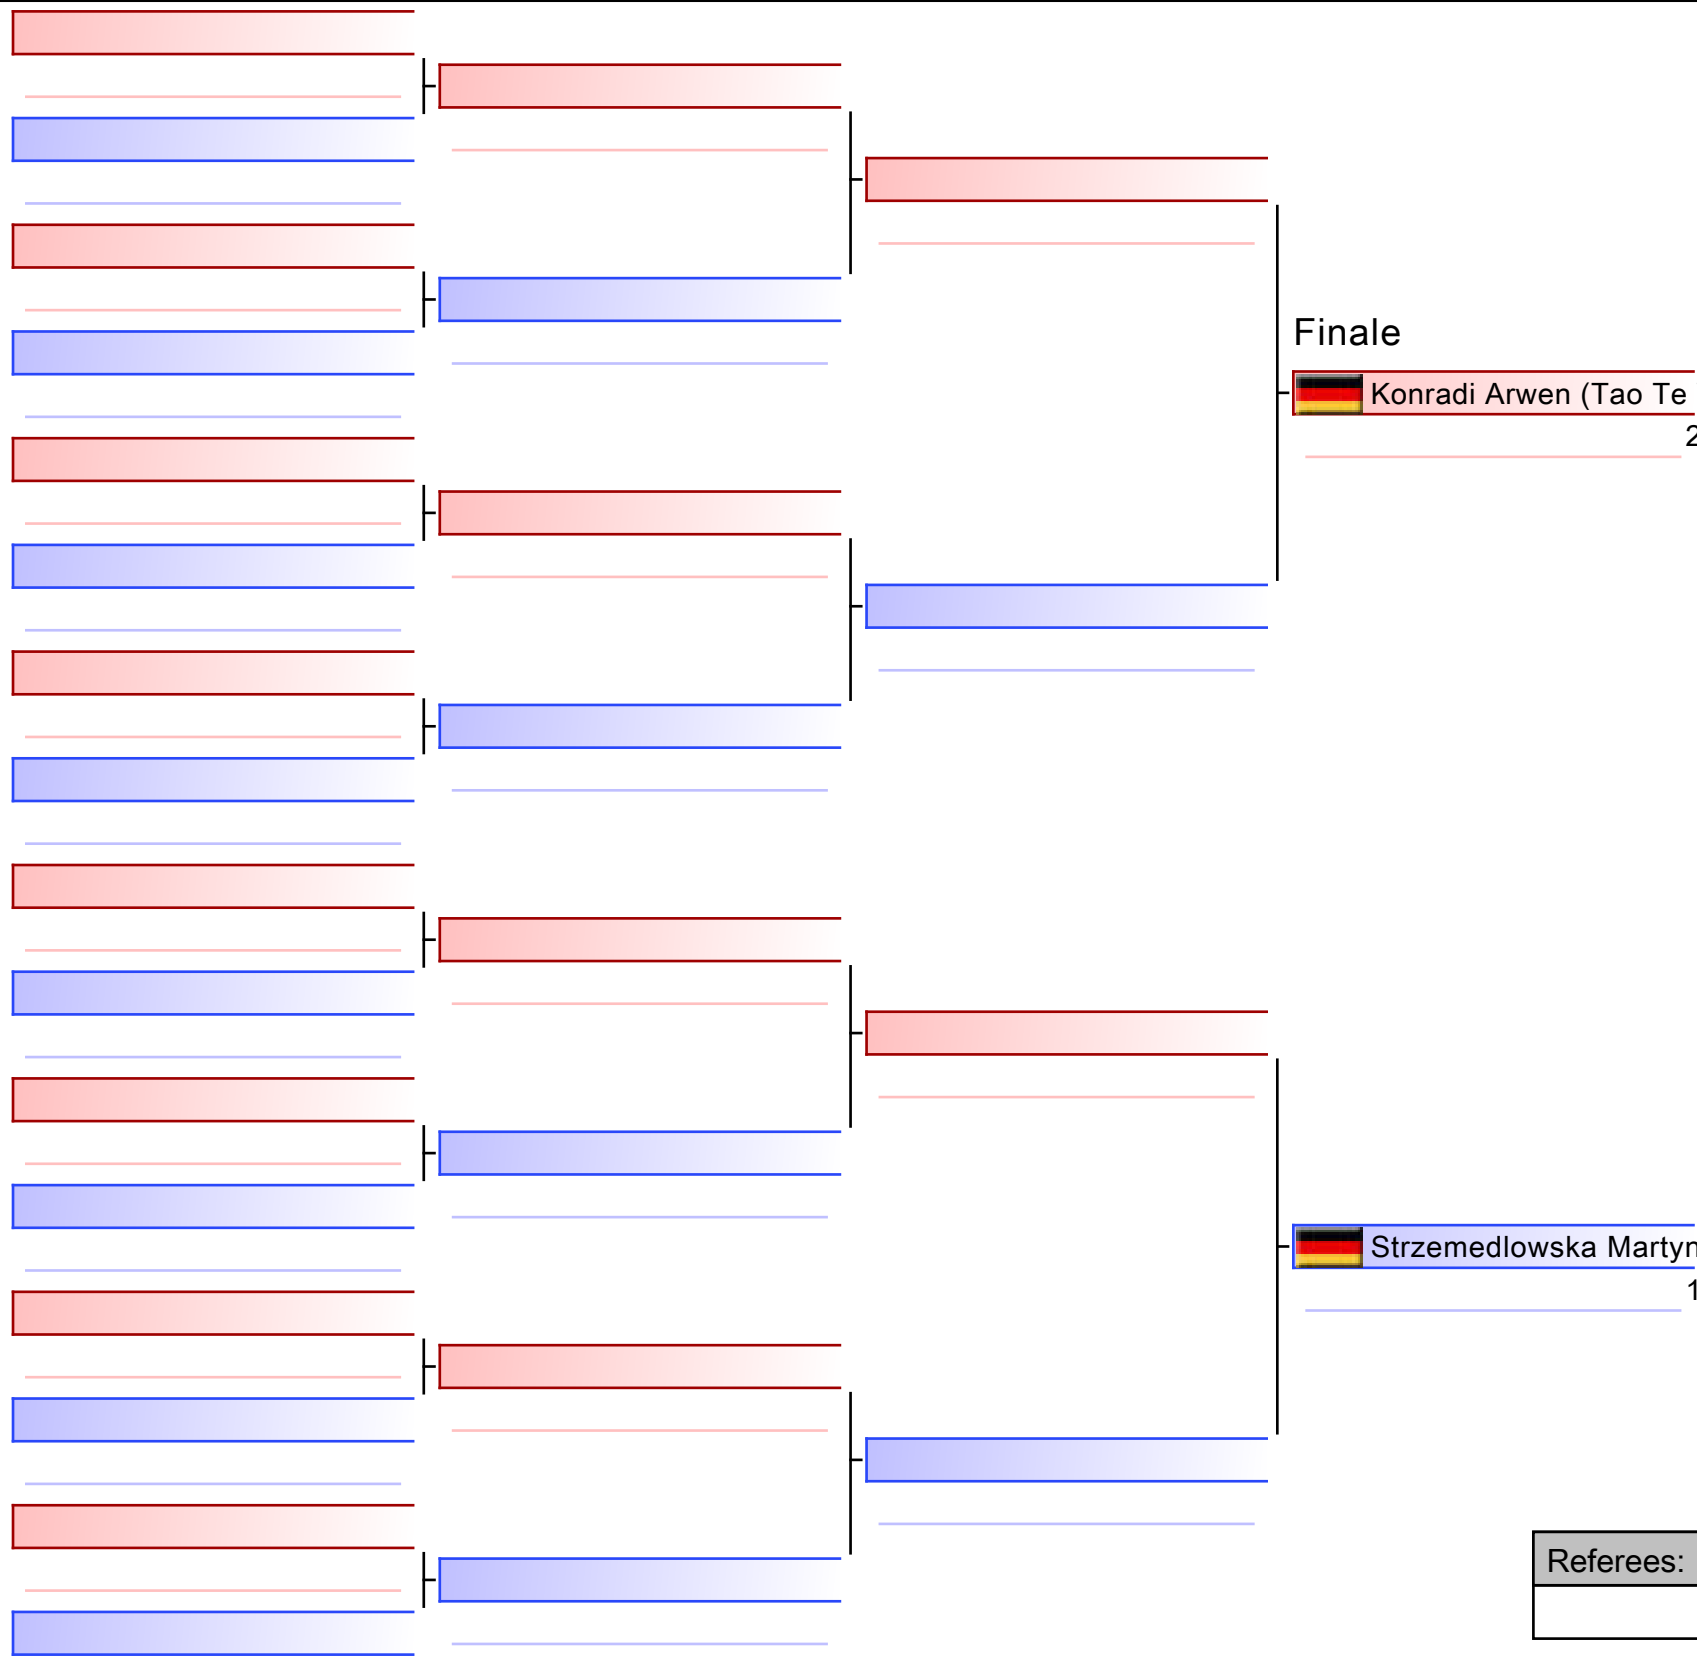 Finale
Konradi Arwen (Tao Te
2
Strzemedlowska Martyn
1
Referees: